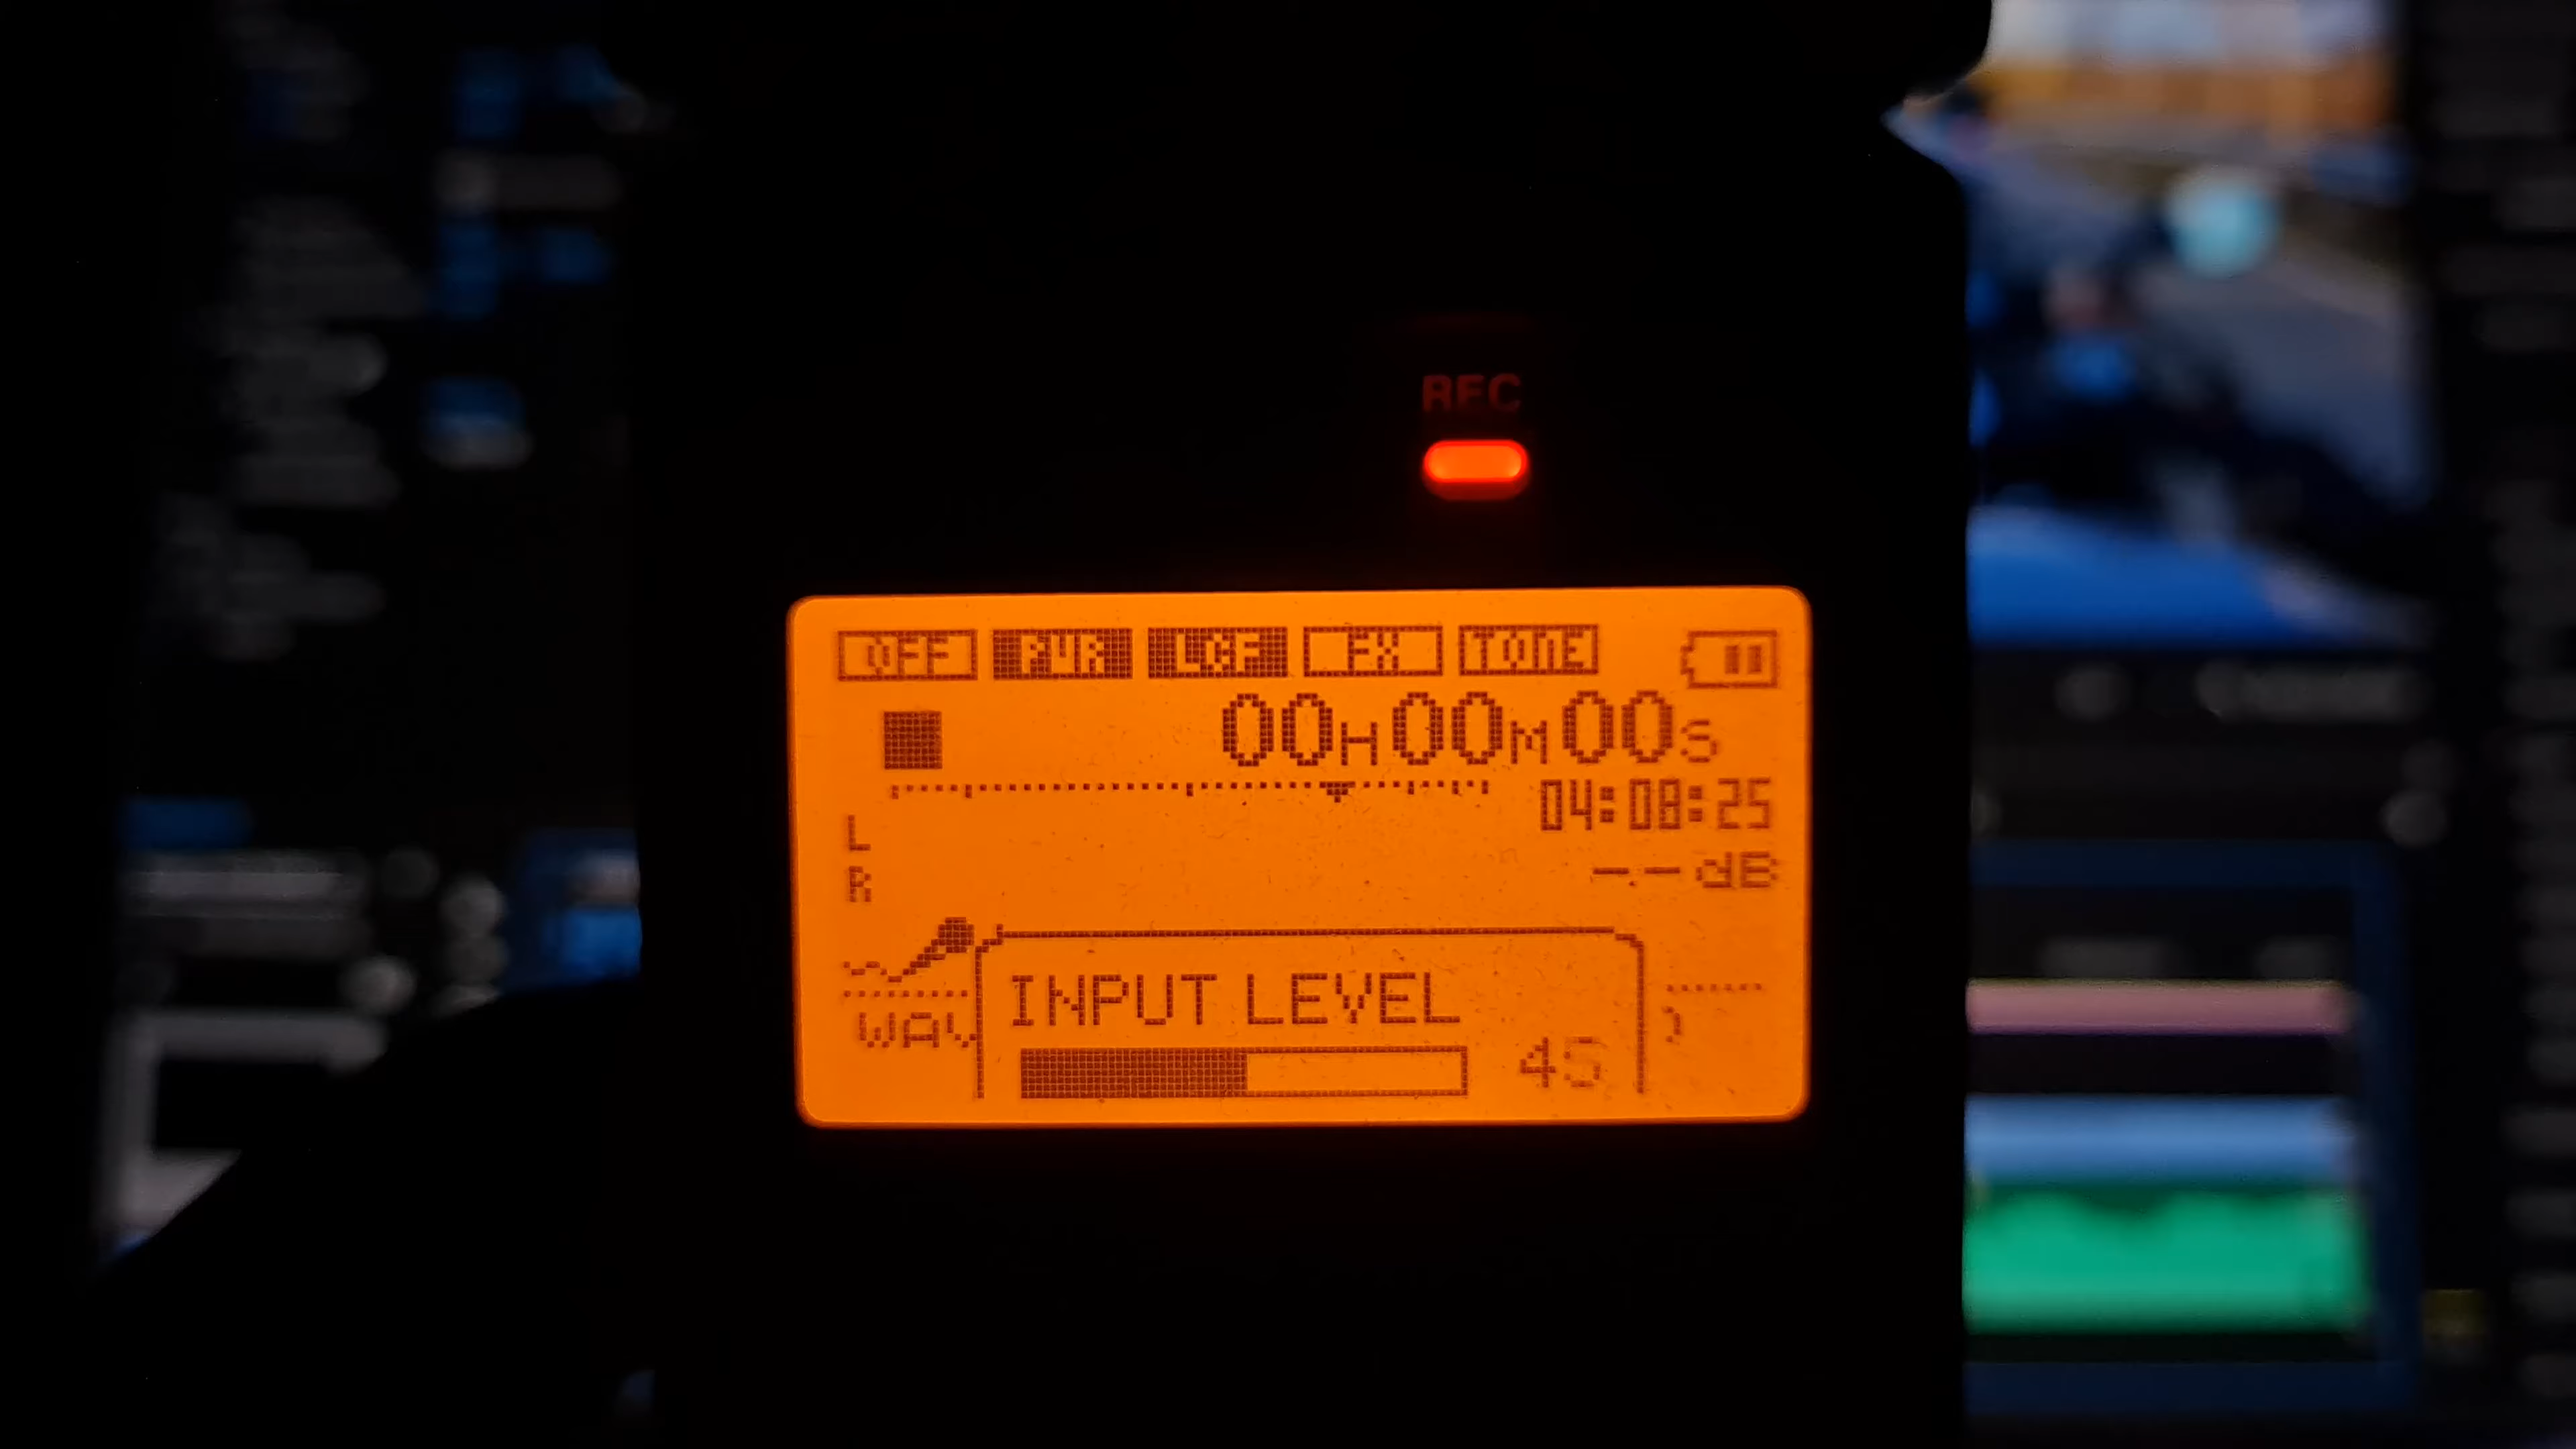 REC
OFF PWR LCF FX TONE
00H00M00S
04:08:25
L
R
--.--dB
INPUT LEVEL
WAV
45